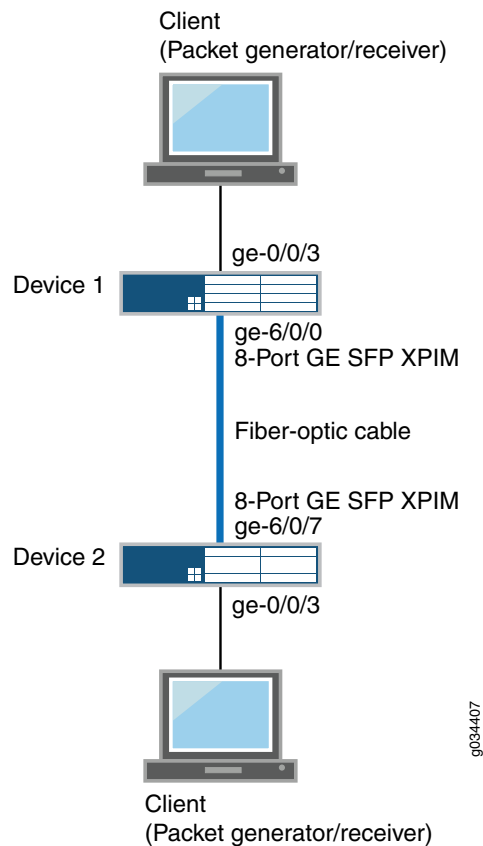 Client
(Packet generator/receiver)
ge-0/0/3
Device 1
ge-6/0/0
8-Port GE SFP XPIM
Fiber-optic cable
8-Port GE SFP XPIM
ge-6/0/7
Device 2
ge-0/0/3
g034407
Client
(Packet generator/receiver)